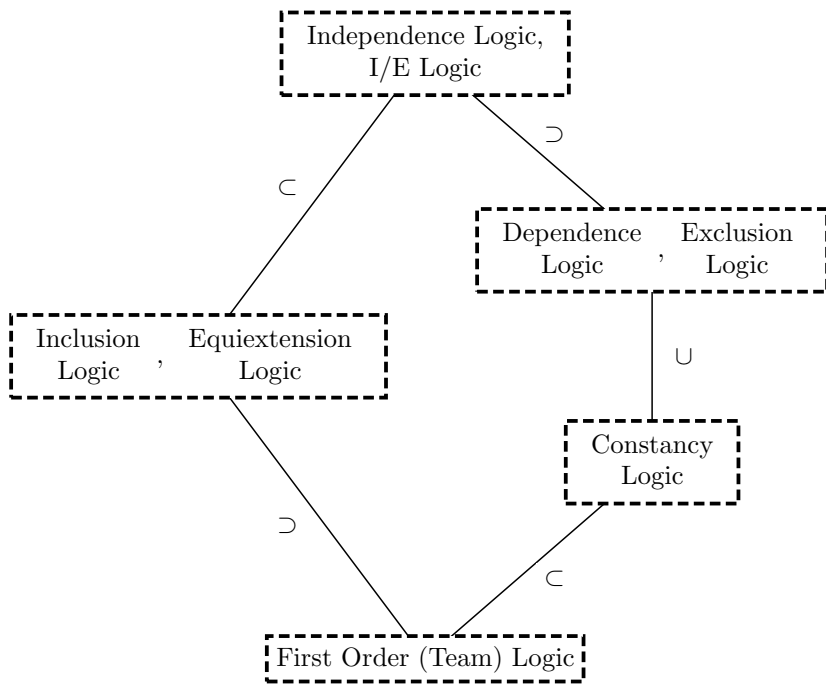 Independence Logic,
I/E Logic
⊂
⊃
Dependence Logic , Exclusion Logic
Inclusion Logic , Equiextension Logic
∪
Constancy
Logic
⊃
⊂
First Order (Team) Logic